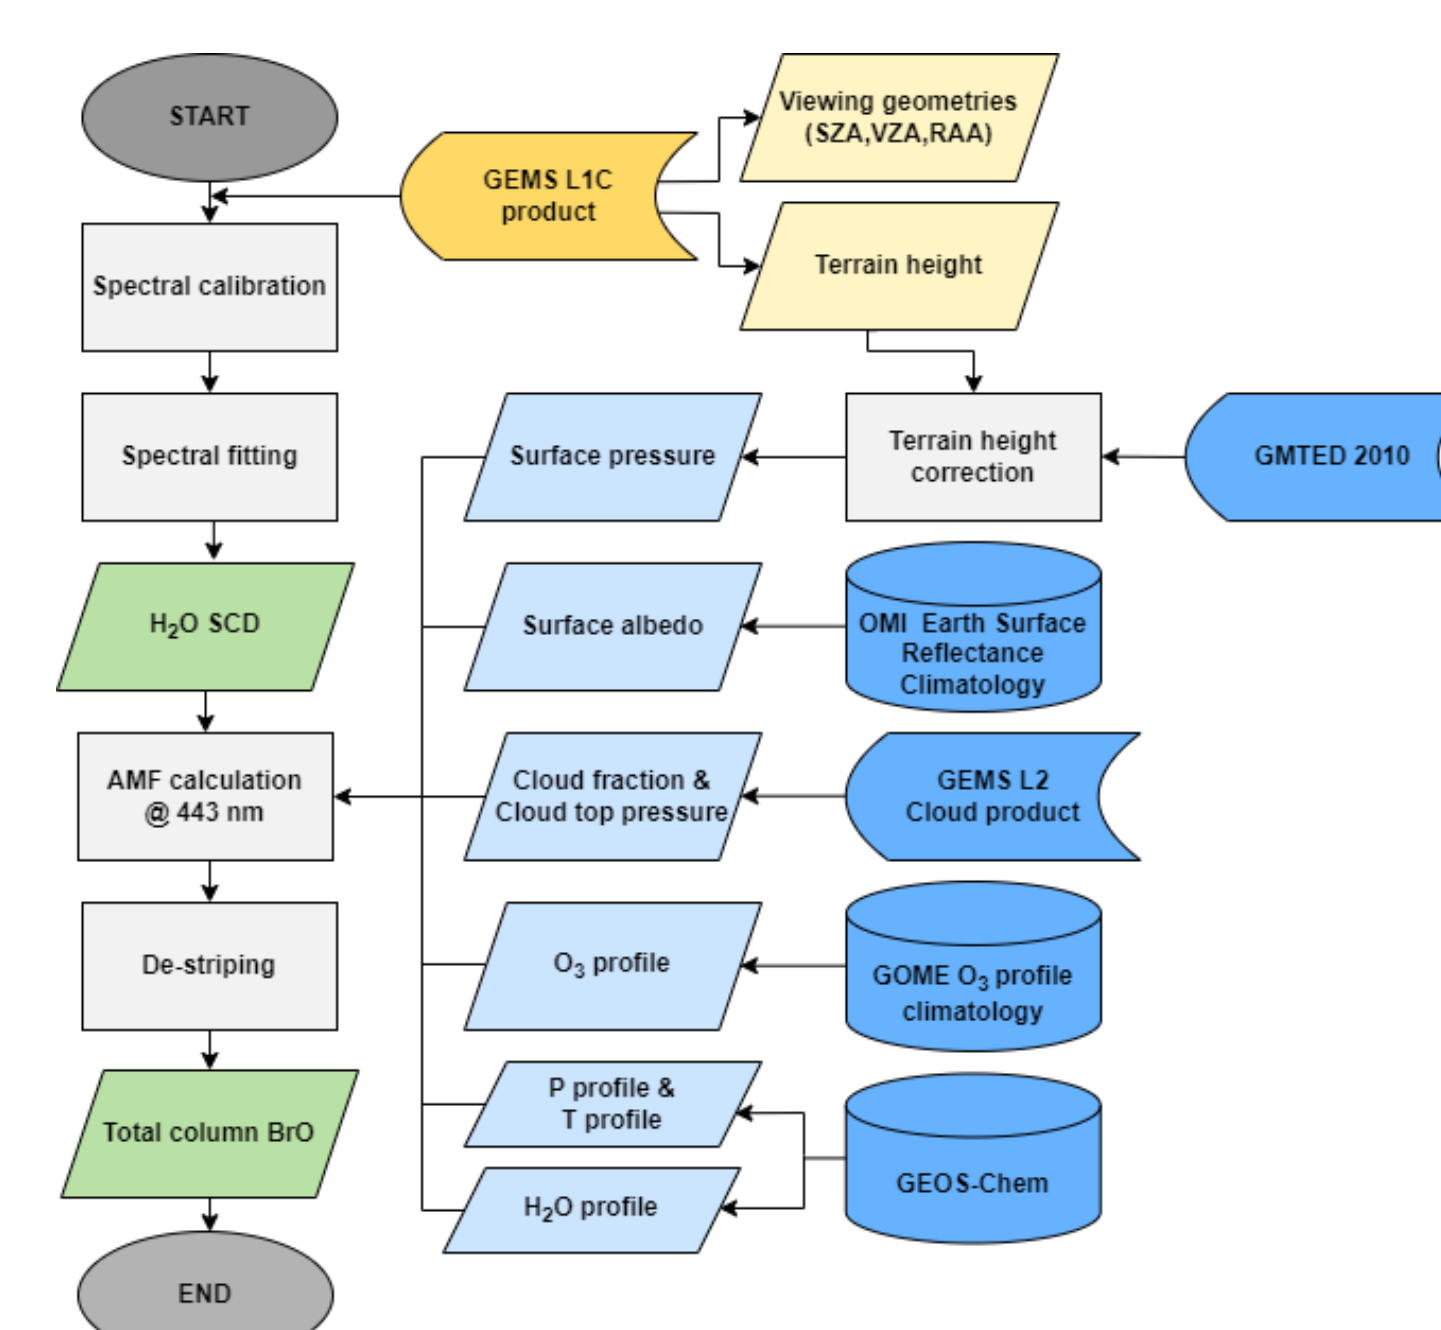 START
GEMS L1C
product
Viewing geometries
(SZA,VZA,RAA)
Terrain height
Spectral calibration
Spectral fitting
Surface pressure
Terrain height
correction
GMTED 2010
H₂O SCD
Surface albedo
OMI Earth Surface
Reflectance
Climatology
AMF calculation
@ 443 nm
Cloud fraction &
Cloud top pressure
GEMS L2
Cloud product
De-striping
O₃ profile
GOME O₃ profile
climatology
Total column BrO
P profile &
T profile
H₂O profile
GEOS-Chem
END